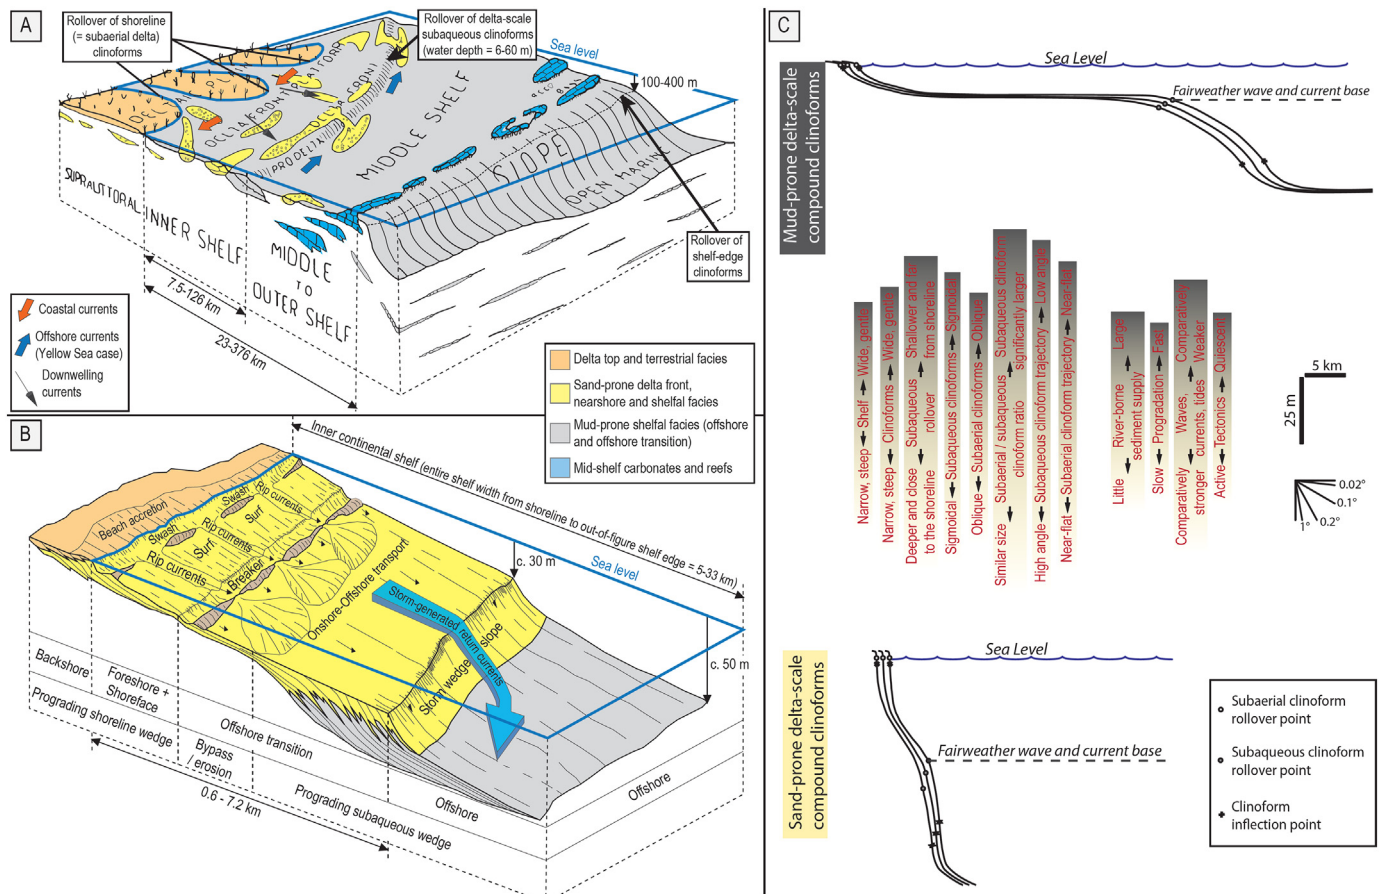 A
Rollover of shoreline
(= subaerial delta)
clinoforms
Rollover of delta-scale
subaqueous clinoforms
(water depth = 6-60 m)
Sea level
100-400 m
DELTA PLAIN
DELTA FRONT PLATFORM
PRODELTA
DELTA FRONT
MIDDLE SHELF
SLOPE
OPEN MARINE
SUPRALITTORAL
INNER SHELF
MIDDLE
TO
OUTER SHELF
Rollover of
shelf-edge
clinoforms
7.5-126 km
23-376 km
Coastal currents
Offshore currents
(Yellow Sea case)
Downwelling
currents
Delta top and terrestrial facies
Sand-prone delta front,
nearshore and shelfal facies
Mud-prone shelfal facies (offshore
and offshore transition)
Mid-shelf carbonates and reefs
B
Inner continental shelf (entire shelf width from shoreline to out-of-figure shelf edge = 5-33 km)
Beach accretion
Swash
Rip currents
Surf
Swash
Rip currents
Surf
Rip currents
Breaker
Onshore-Offshore transport
Storm-generated return currents
Storm wedge slope
c. 30 m
Sea level
c. 50 m
Backshore
Foreshore +
Shoreface
Offshore transition
Offshore
Offshore
Prograding shoreline wedge
Bypass
/ erosion
Prograding subaqueous wedge
0.6 - 7.2 km
C
Mud-prone delta-scale
compound clinoforms
Sea Level
Fairweather wave and current base
Narrow, steep Shelf Wide, gentle
Narrow, steep Clinoforms Wide, gentle
Deeper and close Subaqueous Shallower and far
to the shoreline rollover from shoreline
Sigmoidal Subaqueous clinoforms Sigmoidal
Oblique Subaerial clinoforms Oblique
Similar size Subaerial / subaqueous Subaqueous clinoform
clinoform ratio significantly larger
High angle Subaqueous clinoform trajectory Low angle
Near-flat Subaerial clinoform trajectory Near-flat
Little River-borne Large
sediment supply
Slow Progradation Fast
Comparatively Waves, Comparatively
stronger currents, tides Weaker
Active Tectonics Quiescent
5 km
25 m
0.02°
0.1°
0.2°
1°
Sand-prone delta-scale
compound clinoforms
Sea Level
Fairweather wave and current base
Subaerial clinoform
rollover point
Subaqueous clinoform
rollover point
Clinoform
inflection point